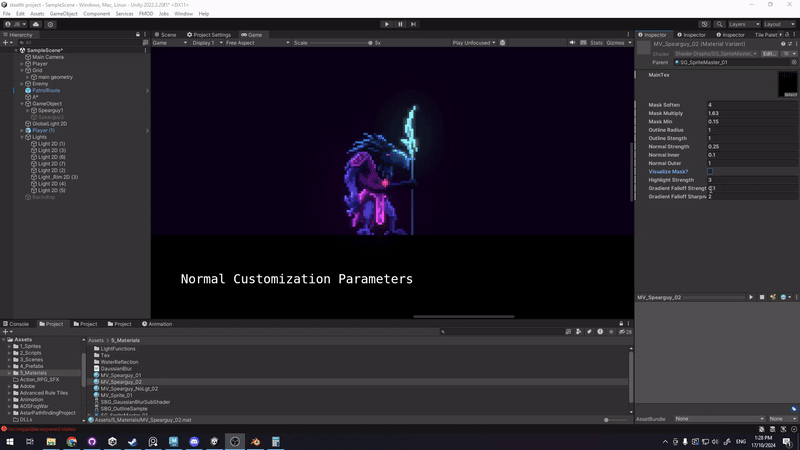 stealth project - SampleScene - Windows, Mac, Linux - Unity 2022.3.20f1* <DX11>
File Edit Assets GameObject Component Services FMOD Jobs Window Help
JB
Layers
Layout
Hierarchy
All
SampleScene*
Main Camera
Player
Grid
main geometry
Enemy
PatrolRoute
A*
GameObject
Spearguy1
Spearguy2
GlobalLight 2D
Player (1)
Lights
Light 2D (1)
Light 2D (3)
Light 2D (6)
Light 2D (7)
Light 2D (2)
Light_Rim 2D (3)
Light 2D (4)
Light 2D (5)
Backdrop
Scene
Project Settings
Game
Game
Display 1
Free Aspect
Scale
5x
Play Unfocused
Stats
Gizmos
Normal Customization Parameters
Inspector
Inspector
Inspector
Tile Palet
MV_Spearguy_02 (Material Variant)
Shader
Shader Graphs/SG_SpriteMaster_01
Edit...
Parent
SG_SpriteMaster_01
MainTex
Select
Mask Soften 4
Mask Multiply 1.63
Mask Min 0.15
Outline Radius 1
Outline Stength 1
Normal Strength 0.25
Normal Inner 0.1
Normal Outer 1
Visualize Mask?
Highlight Strength 3
Gradient Falloff Strengt 0.1
Gradient Falloff Sharpne 2
MV_Spearguy_02
AssetBundle
None
None
Console
Project
Project
Project
Animation
Assets
1_Sprites
2_Scripts
3_Scenes
4_Prefabs
5_Materials
Action_RPG_SFX
Adobe
Advanced Rule Tiles
Animation
AOSFogWar
AstarPathfindingProject
DLLs
Assets > 5_Materials
LightFunctions
Tex
WaterReflection
GaussianBlur
MV_Spearguy_01
MV_Spearguy_02
MV_Spearguy_NoLgt_02
MV_Sprite_01
SBG_GaussianBlurSubShader
SBG_OutlineSample
SG_SpriteMaster_01
Assets/5_Materials/MV_Spearguy_02.mat
28
ENG
1:28 PM
17/10/2024